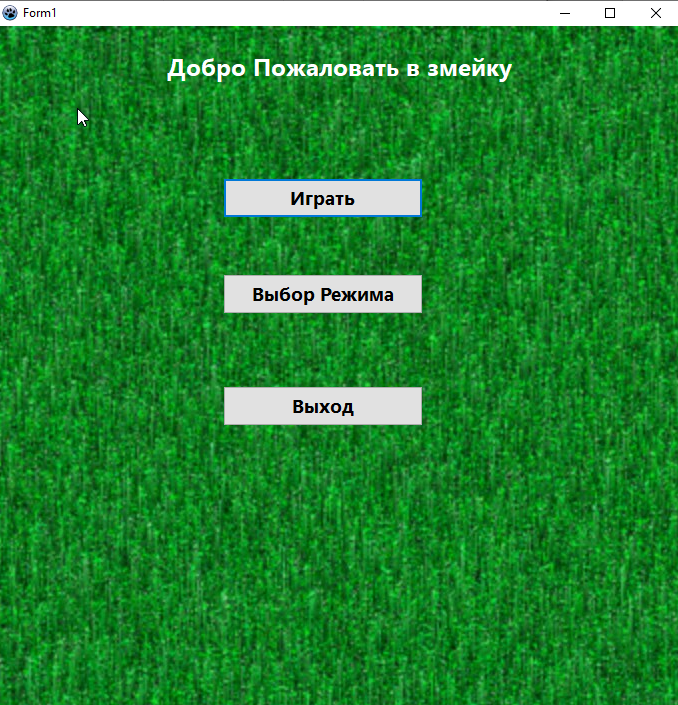 Form1
Добро Пожаловать в змейку
Играть
Выбор Режима
Выход